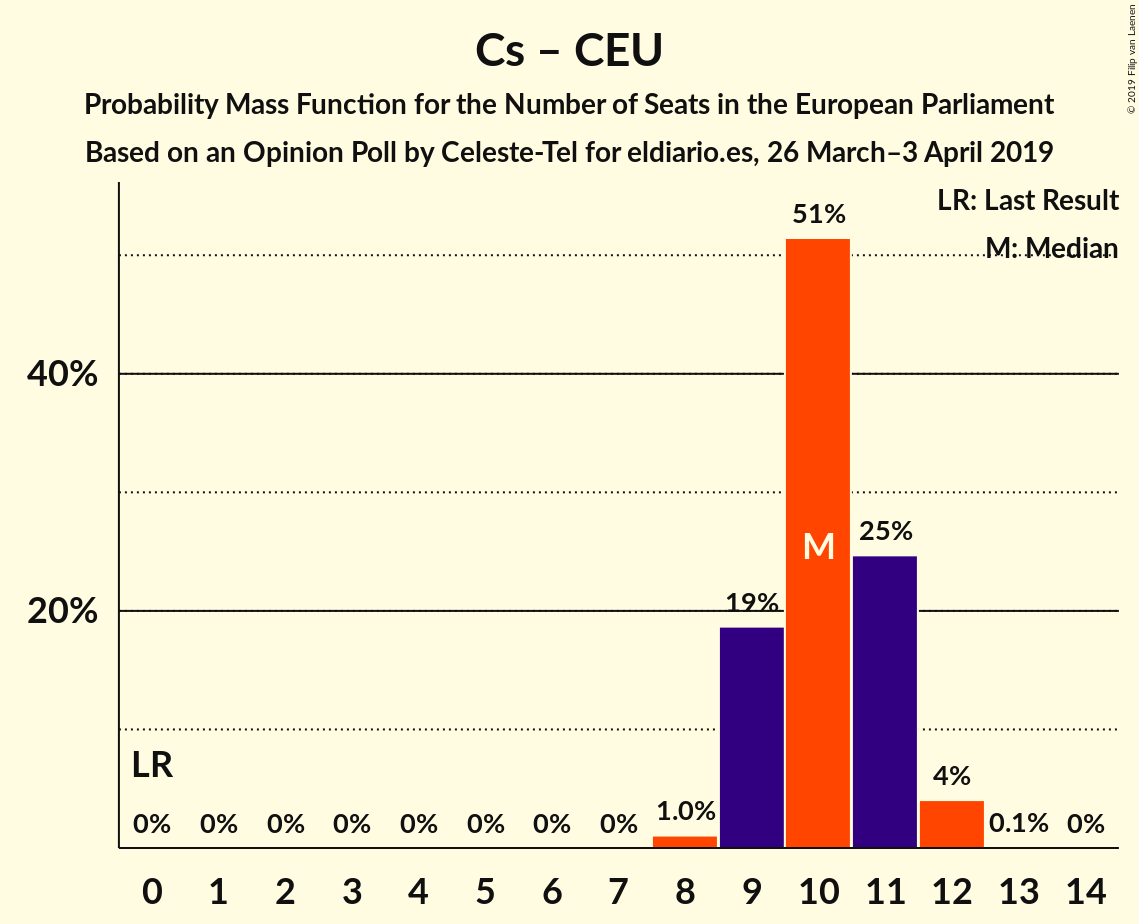 Cs – CEU
Probability Mass Function for the Number of Seats in the European Parliament
Based on an Opinion Poll by Celeste-Tel for eldiario.es, 26 March–3 April 2019
© 2019 Filip van Laenen
LR: Last Result
M: Median
51%
40%
25%
M
20%
19%
LR
4%
0% 0% 0% 0% 0% 0% 0% 0% 1.0% 0.1% 0%
0 1 2 3 4 5 6 7 8 9 10 11 12 13 14